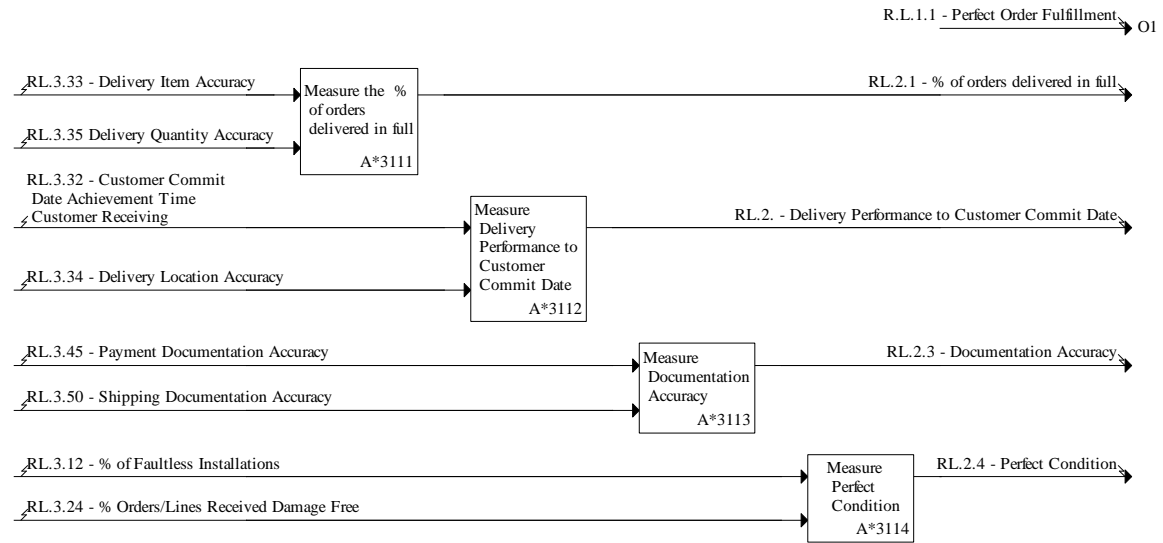 R.L.1.1 - Perfect Order Fulfillment
O1
RL.3.33 - Delivery Item Accuracy
Measure the %
of orders
delivered in full
A*3111
RL.2.1 - % of orders delivered in full
RL.3.35 Delivery Quantity Accuracy
RL.3.32 - Customer Commit
Date Achievement Time
Customer Receiving
Measure
Delivery
Performance to
Customer
Commit Date
A*3112
RL.2. - Delivery Performance to Customer Commit Date
RL.3.34 - Delivery Location Accuracy
RL.3.45 - Payment Documentation Accuracy
Measure
Documentation
Accuracy
A*3113
RL.2.3 - Documentation Accuracy
RL.3.50 - Shipping Documentation Accuracy
RL.3.12 - % of Faultless Installations
Measure
Perfect
Condition
A*3114
RL.2.4 - Perfect Condition
RL.3.24 - % Orders/Lines Received Damage Free